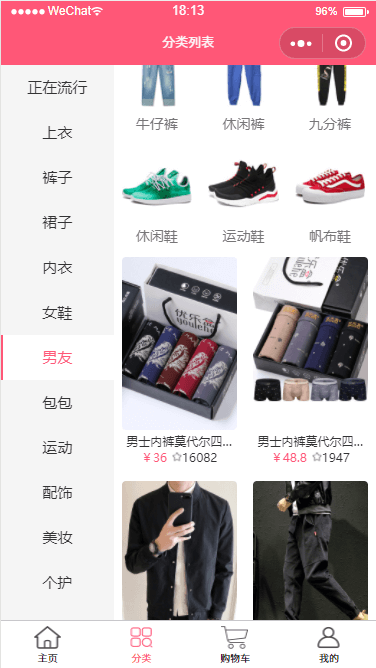 WeChat
18:13
96%
分类列表
正在流行
上衣
裤子
裙子
内衣
女鞋
男友
包包
运动
配饰
美妆
个护
牛仔裤
休闲裤
九分裤
休闲鞋
运动鞋
帆布鞋
优乐盒
youlehe
男士内裤莫代尔四...
¥ 36 16082
男士内裤莫代尔四...
¥ 48.8 1947
主页
分类
购物车
我的